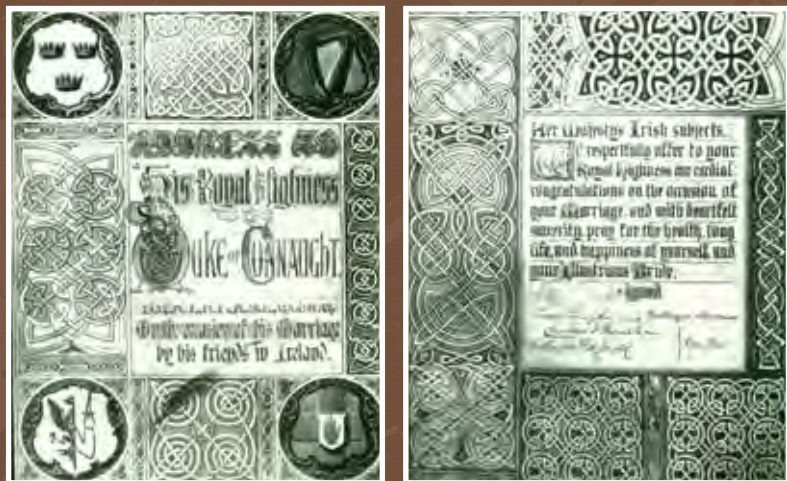 ADDRESS TO
His Royal Highness
DUKE OF CONNAUGHT,
On the occasion of his Marriage
by his friends in Ireland.
Her Majestys Irish subjects,
respectfully offer to your
Royal Highness our cordial
congratulations on the occasion of
your Marriage, and with heartfelt
sincerity, pray for the health, long
life, and happiness of yourself and
your Illustrious Bride,
Signed